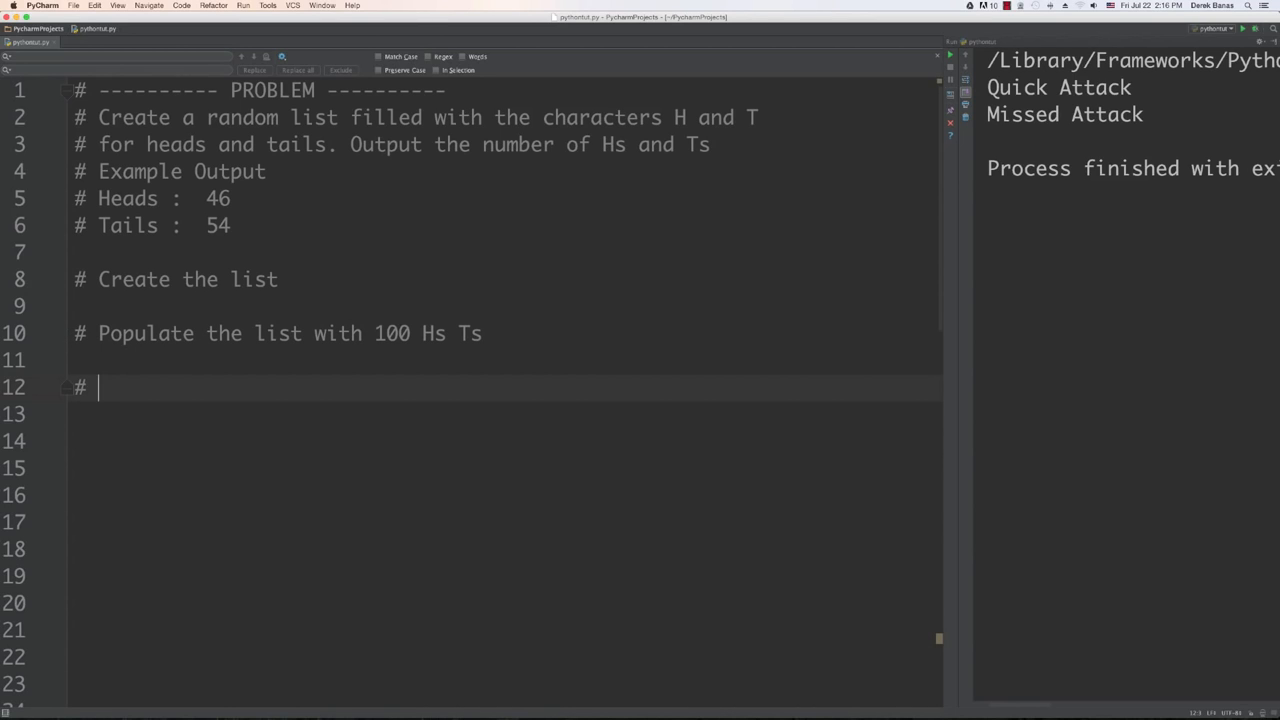 PyCharm File Edit View Navigate Code Refactor Run Tools VCS Window Help
10 Fri Jul 22 2:16 PM Derek Banas
pythontut.py - PycharmProjects - [~/PycharmProjects]
PycharmProjects pythontut.py pythontut
pythontut.py Run pythontut
Match Case Regex Words
Replace Replace all Exclude Preserve Case In Selection
1 # ---------- PROBLEM ----------
2 # Create a random list filled with the characters H and T
3 # for heads and tails. Output the number of Hs and Ts
4 # Example Output
5 # Heads :  46
6 # Tails :  54
7
8 # Create the list
9
10 # Populate the list with 100 Hs Ts
11
12 #
13
14
15
16
17
18
19
20
21
22
23
/Library/Frameworks/Pytho
Quick Attack
Missed Attack
Process finished with exi
12:3 LF÷ UTF-8÷